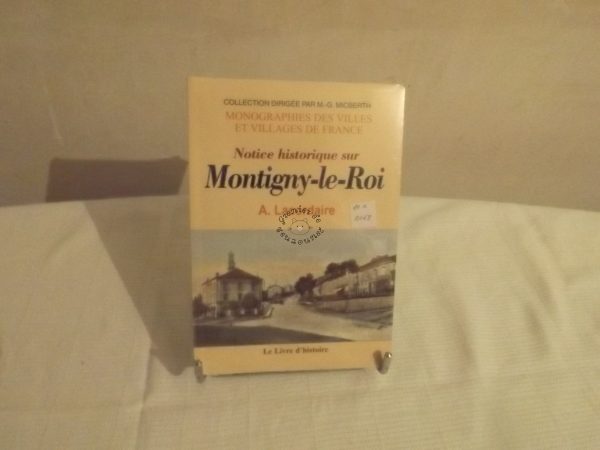 COLLECTION DIRIGÉE PAR M.-G. MICBERTH
MONOGRAPHIES DES VILLES
ET VILLAGES DE FRANCE
Notice historique sur
Montigny-le-Roi
A.
Le Livre d'histoire